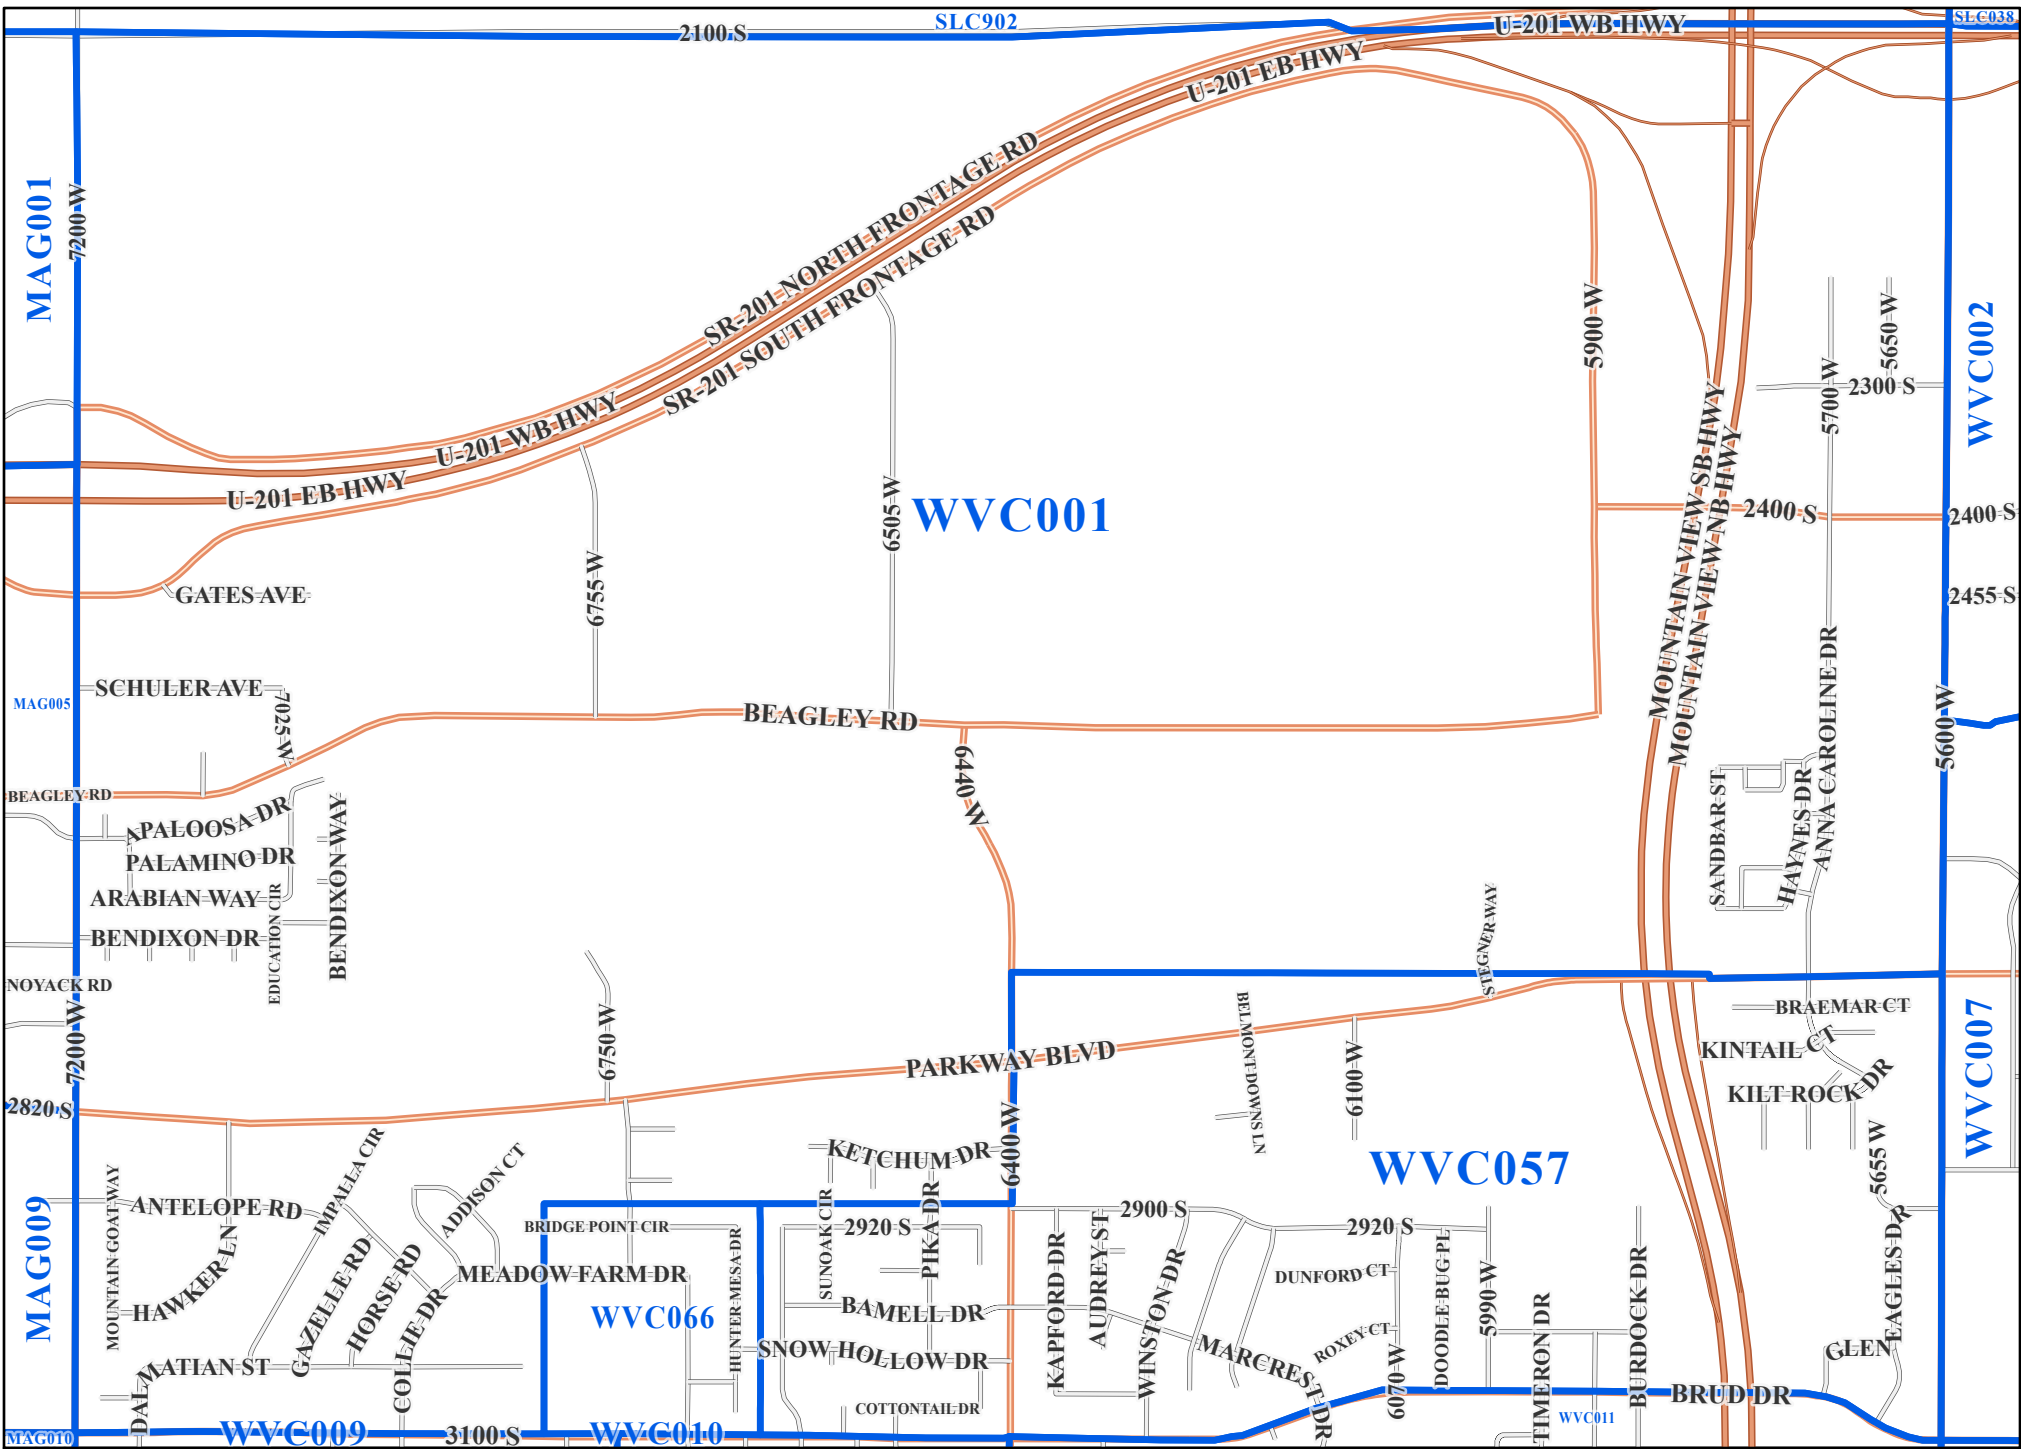 SLC902
SLC038
2100 S
U-201 WB HWY
U-201 EB HWY
MAG001
7200 W
SR-201 NORTH FRONTAGE RD
SR-201 SOUTH FRONTAGE RD
5900 W
5650 W
5700 W
2300 S
WVC002
U-201 WB HWY
U-201 EB HWY
6505 W
WVC001
MOUNTAIN VIEW SB HWY
MOUNTAIN VIEW NB HWY
2400 S
2400 S
6755 W
GATES AVE
2455 S
SCHULER AVE
7025 W
MAG005
BEAGLEY RD
5600 W
ANNA CAROLINE DR
6440 W
SANDBAR ST
HAYNES DR
BEAGLEY RD
APALOOSA DR
PALAMINO DR
ARABIAN WAY
BENDIXON WAY
EDUCATION CIR
BENDIXON DR
STEGNER WAY
NOYACK RD
7200 W
6750 W
BELMONT DOWNS LN
BRAEMAR CT
KINTAIL CT
KILT ROCK DR
WVC007
PARKWAY BLVD
6100 W
2820 S
6400 W
KETCHUM DR
WVC057
5655 W
MAG009
MOUNTAIN GOAT WAY
ANTELOPE RD
IMPALLA CIR
ADDISON CT
HAWKER LN
GAZELLE RD
HORSE RD
COLLIE DR
MEADOW FARM DR
BRIDGE POINT CIR
HUNTER MESA DR
SUNOAK CIR
2920 S
PIKA DR
2900 S
2920 S
KAPFORD DR
AUDREY ST
WINSTON DR
DUNFORD CT
DOODLE BUG PL
5990 W
BURDOCK DR
EAGLES DR
GLEN
WVC066
BAMELL DR
SNOW HOLLOW DR
MARCREST DR
ROXEY CT
6070 W
TIMERON DR
DALMATIAN ST
BRUD DR
COTTONTAIL DR
WVC011
MAG010
WVC009
3100 S
WVC010